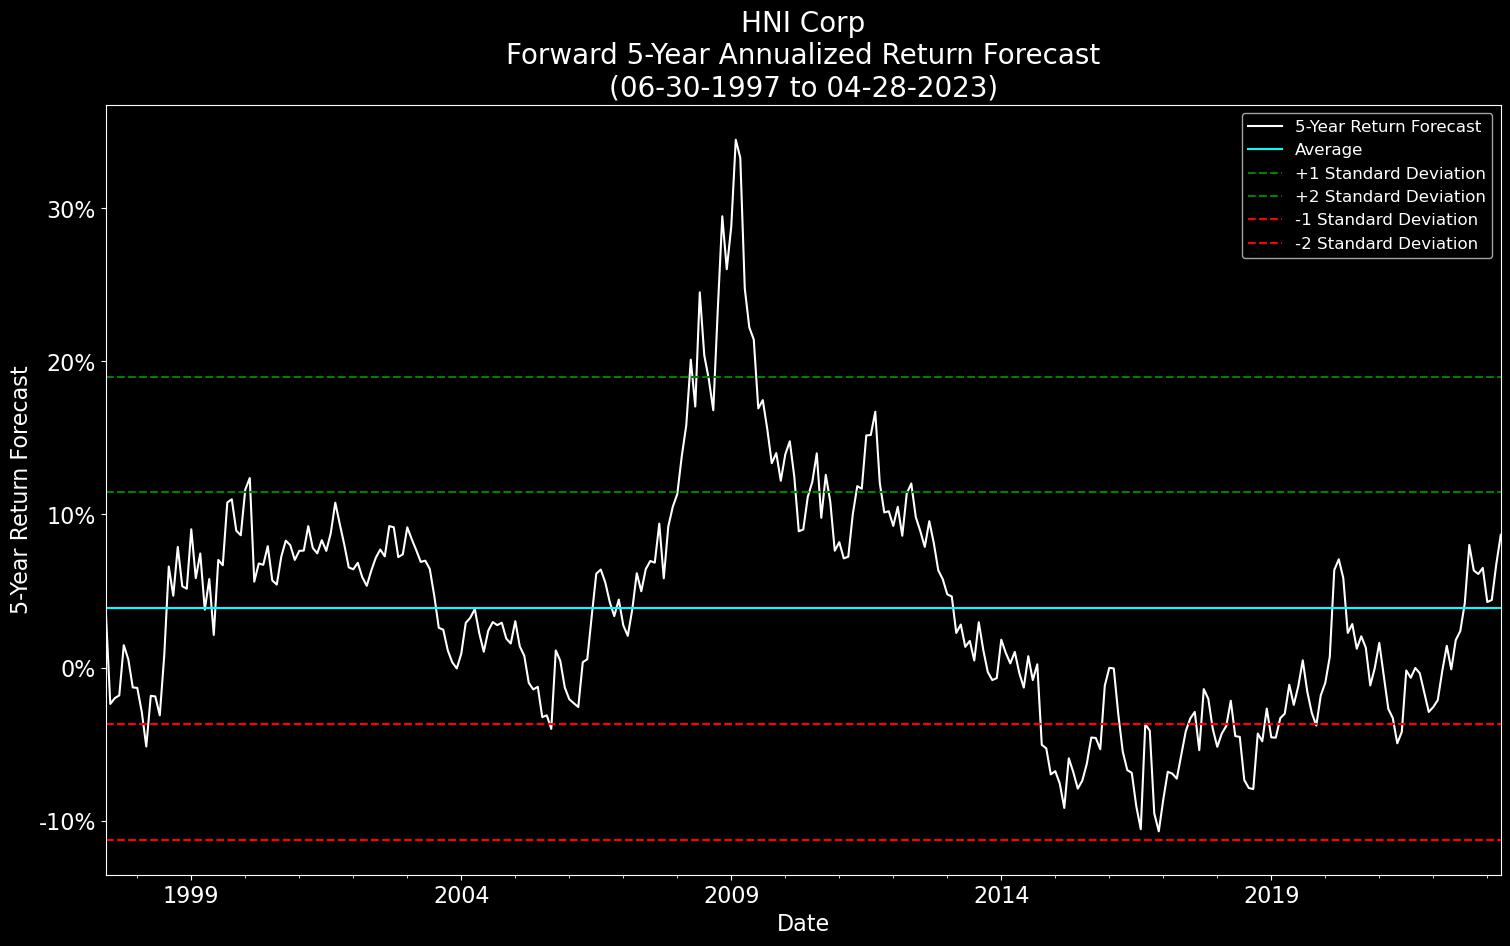 HNI Corp
Forward 5-Year Annualized Return Forecast
(06-30-1997 to 04-28-2023)
5-Year Return Forecast
Average
+1 Standard Deviation
+2 Standard Deviation
-1 Standard Deviation
-2 Standard Deviation
30%
20%
10%
0%
-10%
5-Year Return Forecast
1999
2004
2009
2014
2019
Date